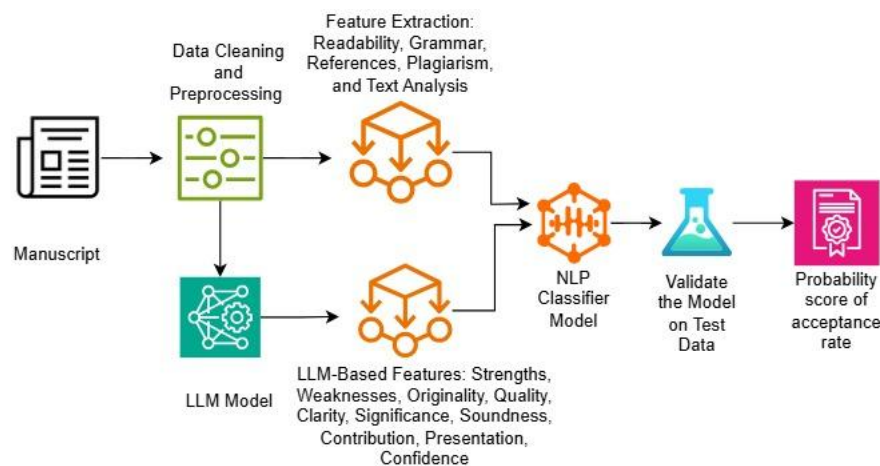 Data Cleaning
and
Preprocessing
Feature Extraction:
Readability, Grammar,
References, Plagiarism,
and Text Analysis
Manuscript
LLM Model
LLM-Based Features: Strengths,
Weaknesses, Originality, Quality,
Clarity, Significance, Soundness,
Contribution, Presentation,
Confidence
NLP
Classifier
Model
Validate
the Model
on Test
Data
Probability
score of
acceptance
rate